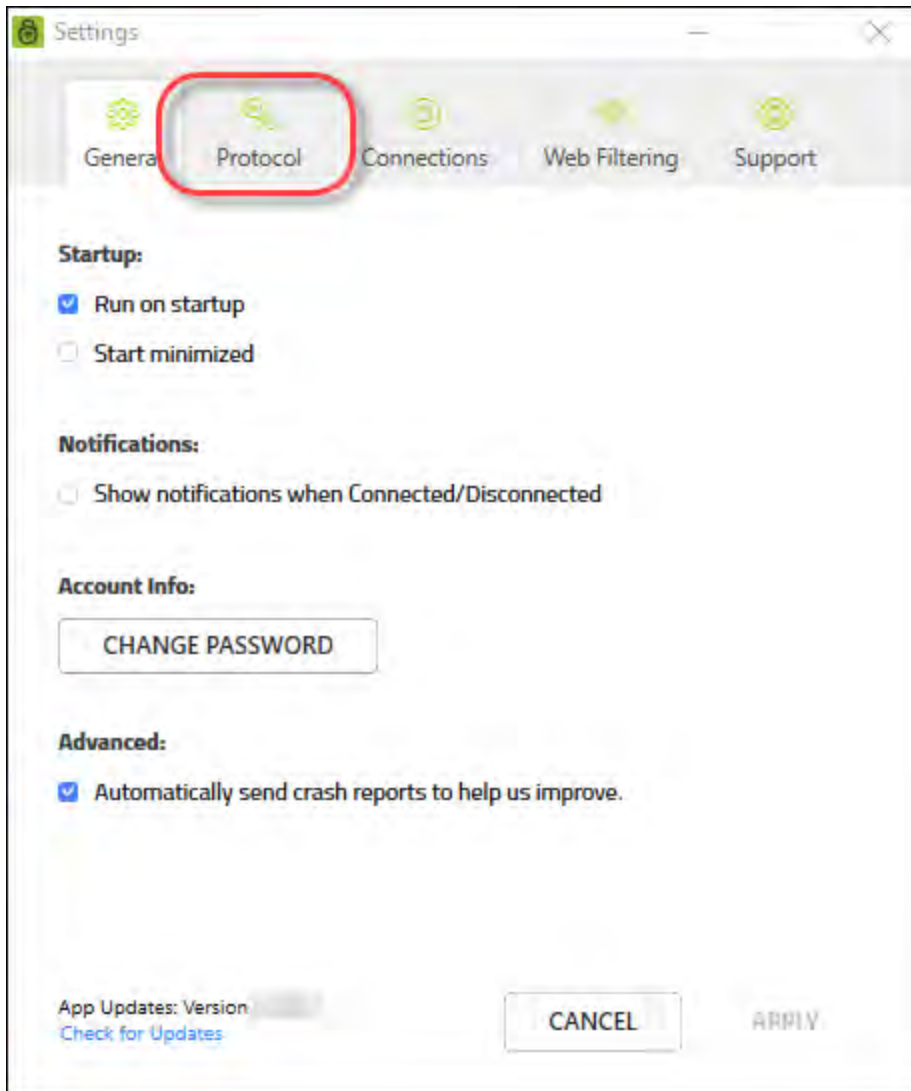 Settings
General Protocol Connections Web Filtering Support
Startup:
Run on startup
Start minimized
Notifications:
Show notifications when Connected/Disconnected
Account Info:
CHANGE PASSWORD
Advanced:
Automatically send crash reports to help us improve.
App Updates: Version
Check for Updates
CANCEL APPLY